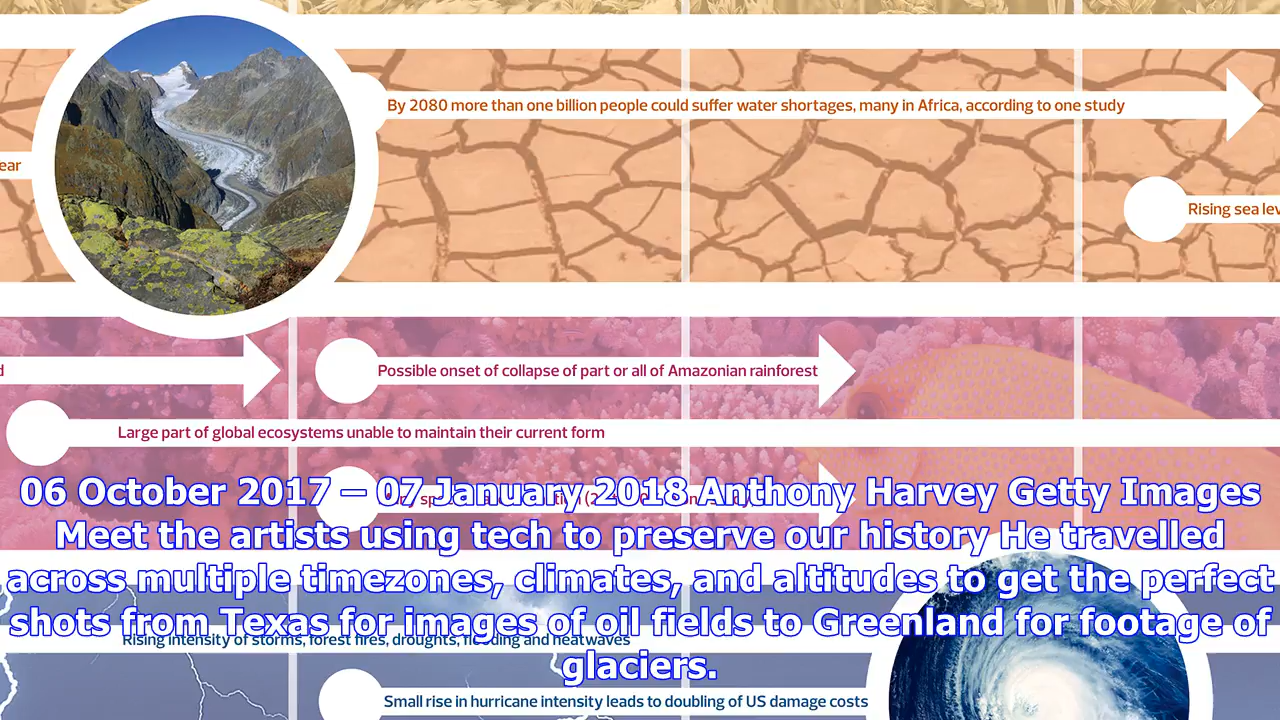 By 2080 more than one billion people could suffer water shortages, many in Africa, according to one study
ear
Rising sea lev
Possible onset of collapse of part or all of Amazonian rainforest
d
Large part of global ecosystems unable to maintain their current form
06 October 2017 – 07 January 2018 Anthony Harvey Getty Images
Meet the artists using tech to preserve our history He travelled
across multiple timezones, climates, and altitudes to get the perfect
shots from Texas for images of oil fields to Greenland for footage of
glaciers.
Rising intensity of storms, forest fires, droughts, flooding and heatwaves
Small rise in hurricane intensity leads to doubling of US damage costs